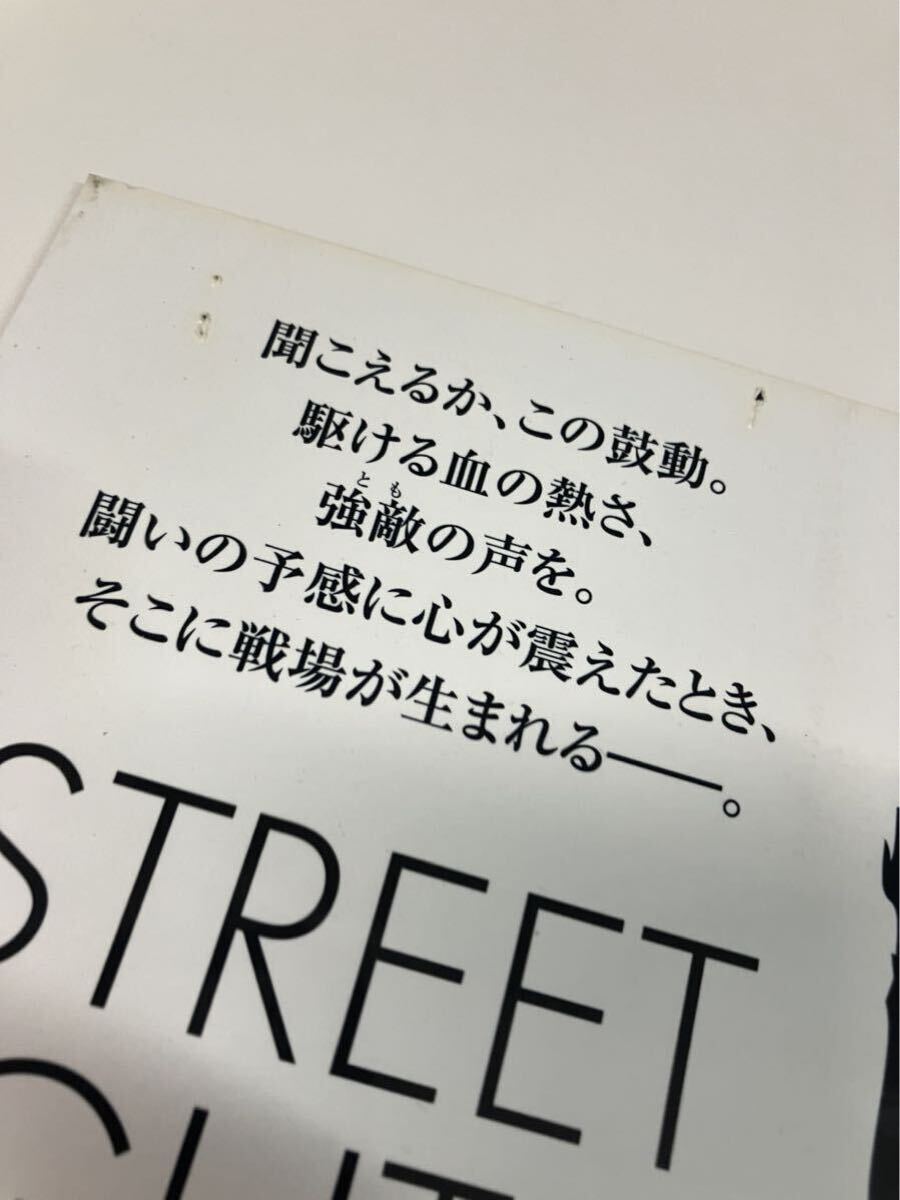 聞こえるか、この鼓動。
駆ける血の熱さ、
強敵の声を。
とも
闘いの予感に心が震えたとき、
そこに戦場が生まれる――。
STREET